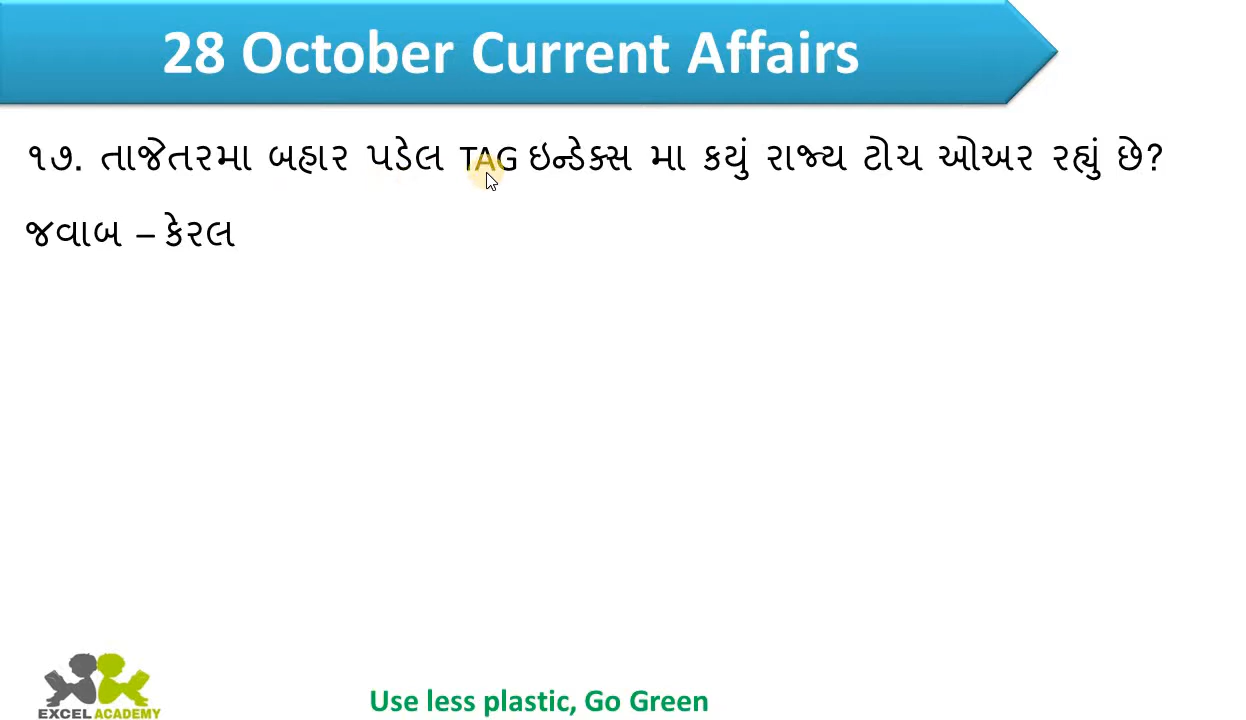 28 October Current Affairs
૧૭. તાજેતરમા બહાર પડેલ TAG ઇન્ડેક્સ મા કયું રાજ્ય ટોચ ઓઅર રહ્યું છે?
જવાબ – કેરલ
EXCEL ACADEMY
Use less plastic, Go Green